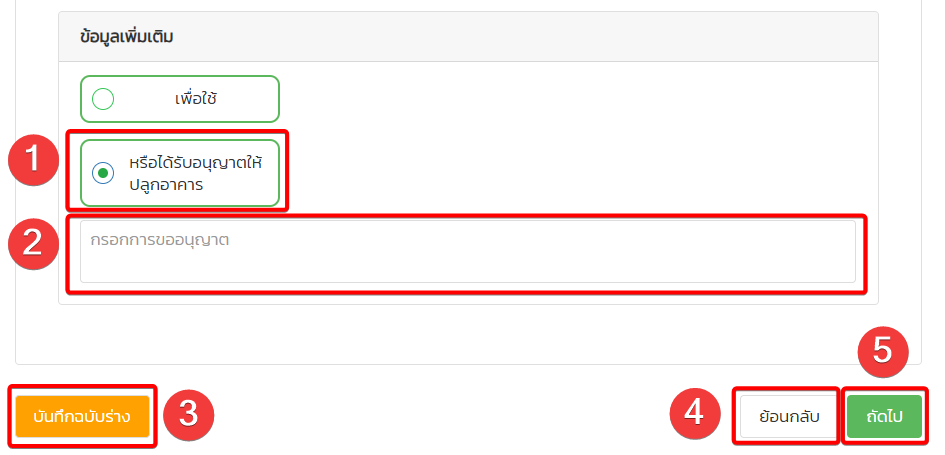 ข้อมูลเพิ่มเติม
เพื่อใช้
1
หรือได้รับอนุญาตให้
ปลูกอาคาร
2
กรอกการขออนุญาต
5
บันทึกฉบับร่าง
3
4
ย้อนกลับ
ถัดไป